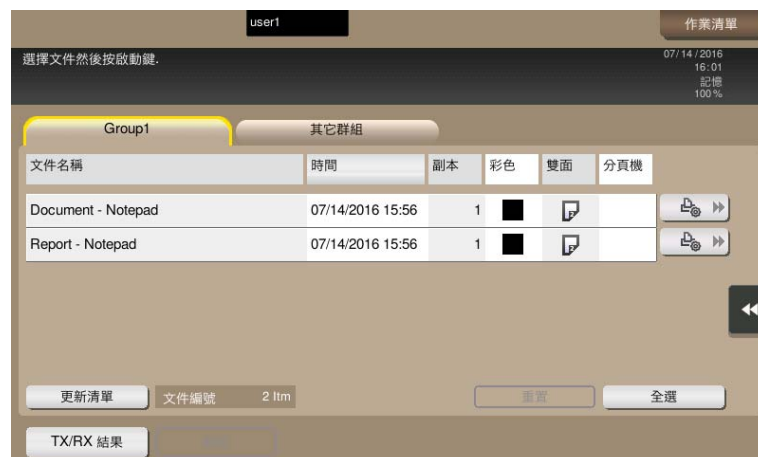 user1
作業清單
選擇文件然後按啟動鍵.
07/14/2016
16:01
記憶
100%
Group1 其它群組
文件名稱 時間 副本 彩色 雙面 分頁機
Document - Notepad 07/14/2016 15:56 1
Report - Notepad 07/14/2016 15:56 1
更新清單 文件編號 2 Itm 重置 全選
TX/RX 結果